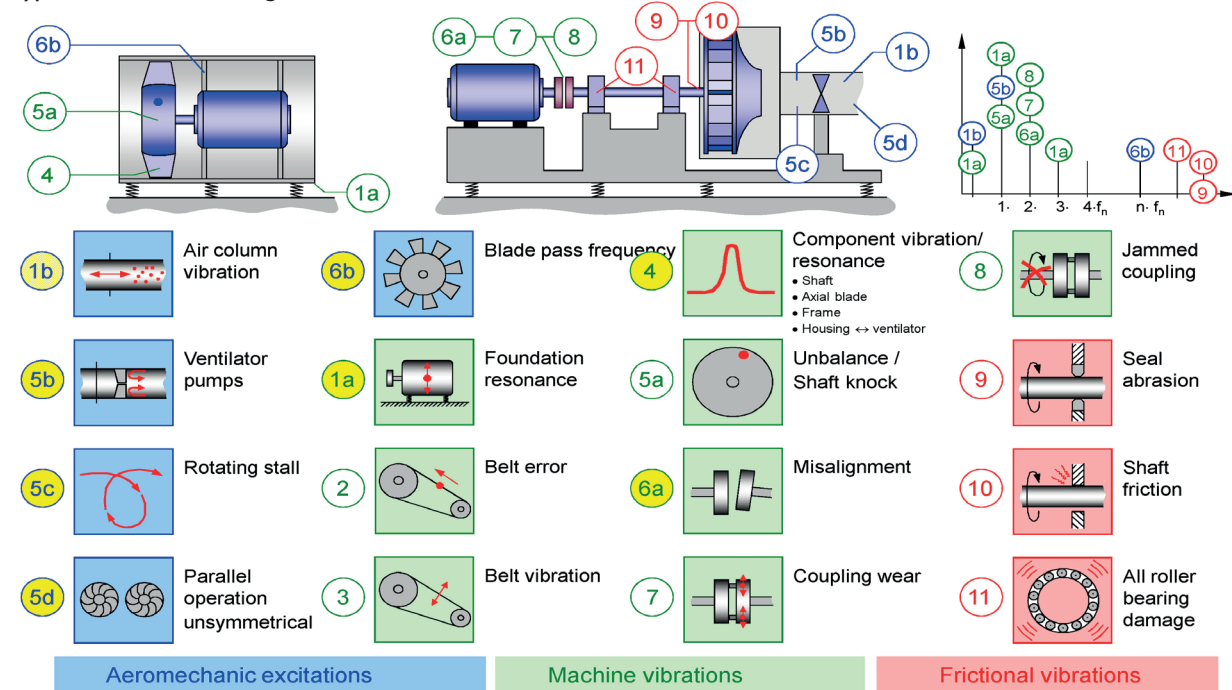 6b
5a
4
1a
6a
7
8
9
10
11
5b
1b
5c
5d
1a
5b
5a
1b
1a
8
7
6a
1a
6b
11
10
9
1·
2·
3·
4·fn
n· fn
1b
Air column
vibration
6b
Blade pass frequency
4
Component vibration/
resonance
• Shaft
• Axial blade
• Frame
• Housing ↔ ventilator
8
Jammed
coupling
5b
Ventilator
pumps
1a
Foundation
resonance
5a
Unbalance /
Shaft knock
9
Seal
abrasion
5c
Rotating stall
2
Belt error
6a
Misalignment
10
Shaft
friction
5d
Parallel
operation
unsymmetrical
3
Belt vibration
7
Coupling wear
11
All roller
bearing
damage
Aeromechanic excitations
Machine vibrations
Frictional vibrations